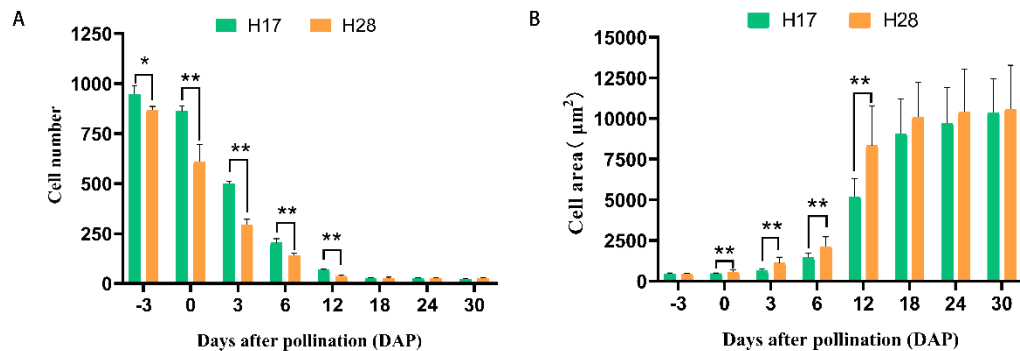 A
H17 H28
1250
1000
750
500
250
0
Cell number
* ** ** ** **
-3 0 3 6 12 18 24 30
Days after pollination (DAP)
B
H17 H28
15000
12500
10000
7500
5000
2500
0
Cell area( μm²)
** ** ** **
-3 0 3 6 12 18 24 30
Days after pollination (DAP)